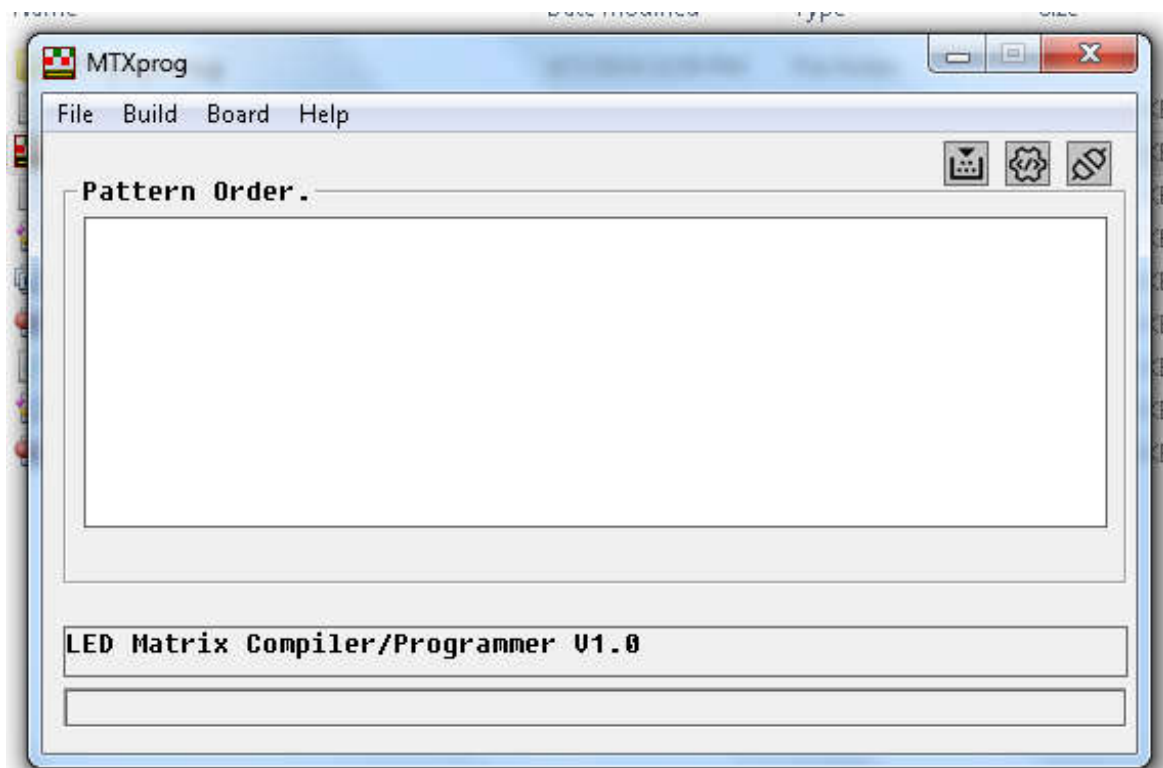 MTXprog
File Build Board Help
Pattern Order.
LED Matrix Compiler/Programmer V1.0